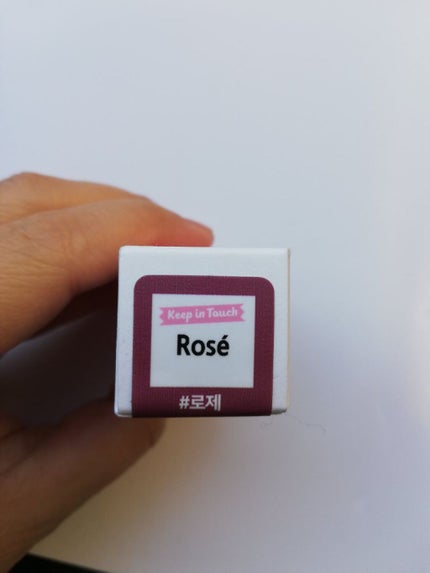 Keep in Touch
Rosé
#로제